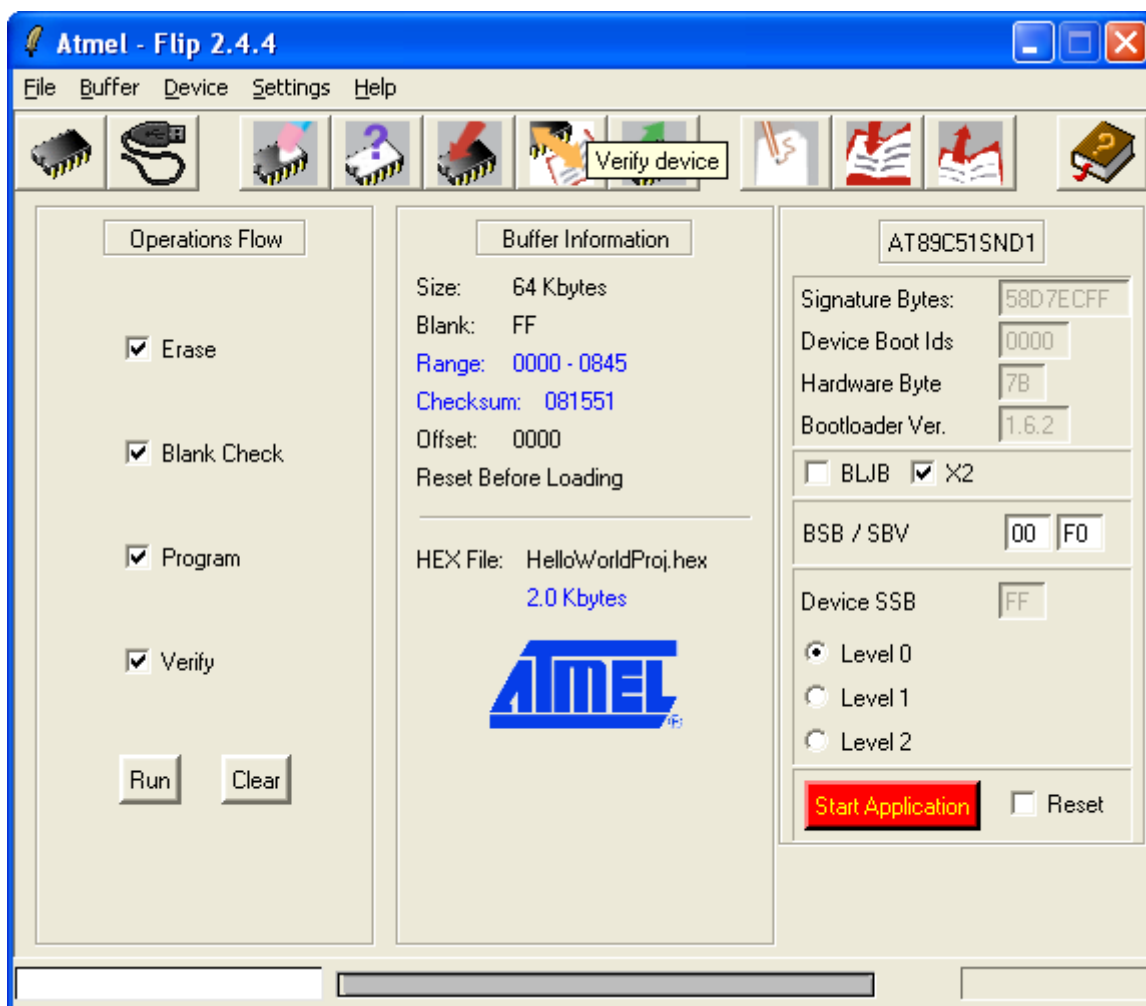 Atmel - Flip 2.4.4
File Buffer Device Settings Help
? ? Verify device
Operations Flow
Erase
Blank Check
Program
Verify
Run Clear
Buffer Information
Size: 64 Kbytes
Blank: FF
Range: 0000 - 0845
Checksum: 081551
Offset: 0000
Reset Before Loading
HEX File: HelloWorldProj.hex
2.0 Kbytes
ATMEL®
AT89C51SND1
Signature Bytes: 58D7ECFF
Device Boot Ids 0000
Hardware Byte 7B
Bootloader Ver. 1.6.2
BLJB X2
BSB / SBV 00 F0
Device SSB FF
Level 0
Level 1
Level 2
Start Application Reset